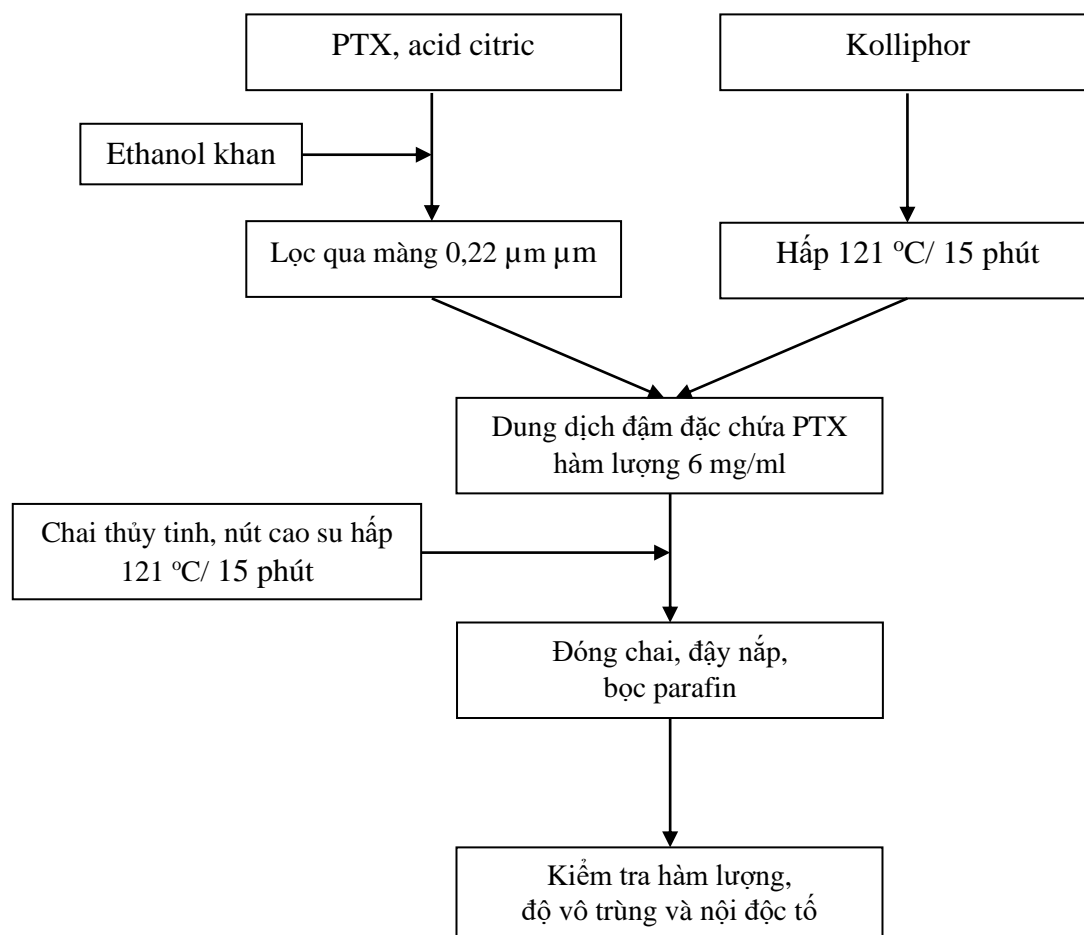 PTX, acid citric
Kolliphor
Ethanol khan
Lọc qua màng 0,22 µm µm
Hấp 121 ºC/ 15 phút
Dung dịch đậm đặc chứa PTX
hàm lượng 6 mg/ml
Chai thủy tinh, nút cao su hấp
121 ºC/ 15 phút
Đóng chai, đậy nắp,
bọc parafin
Kiểm tra hàm lượng,
độ vô trùng và nội độc tố